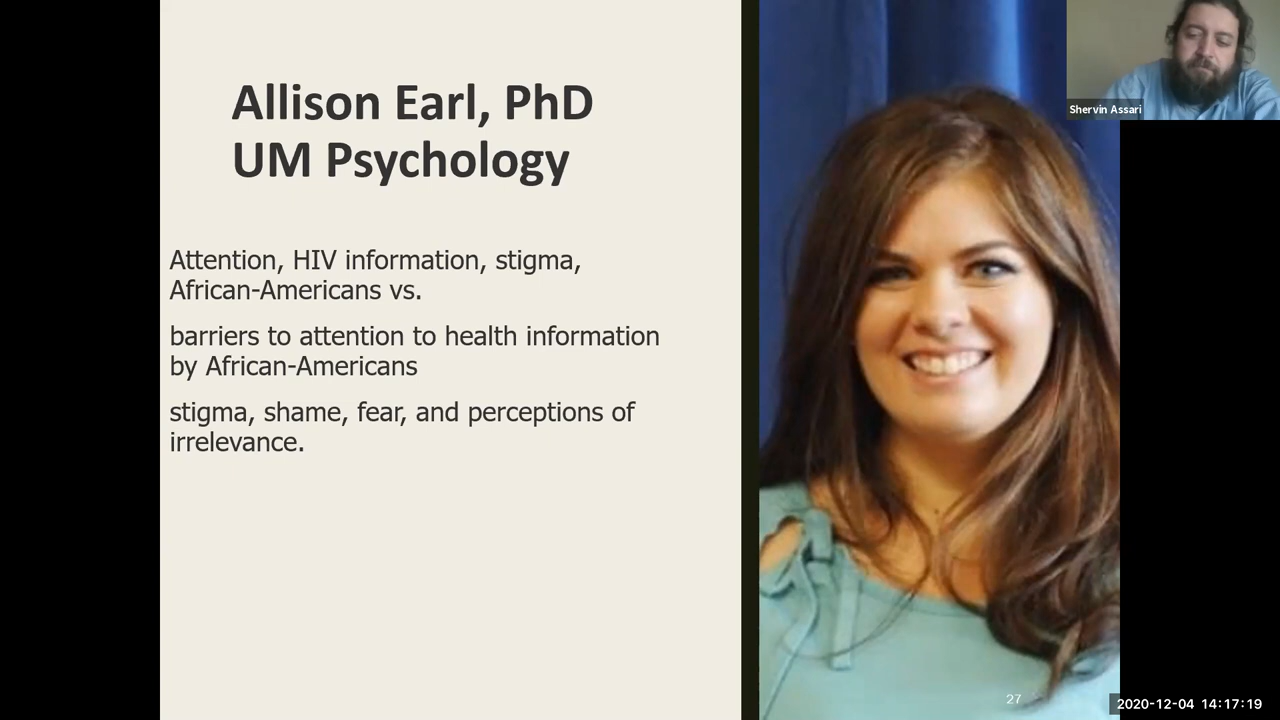 Allison Earl, PhD
UM Psychology
Attention, HIV information, stigma,
African-Americans vs.
barriers to attention to health information
by African-Americans
stigma, shame, fear, and perceptions of
irrelevance.
Shervin Assari
27
2020-12-04 14:17:19